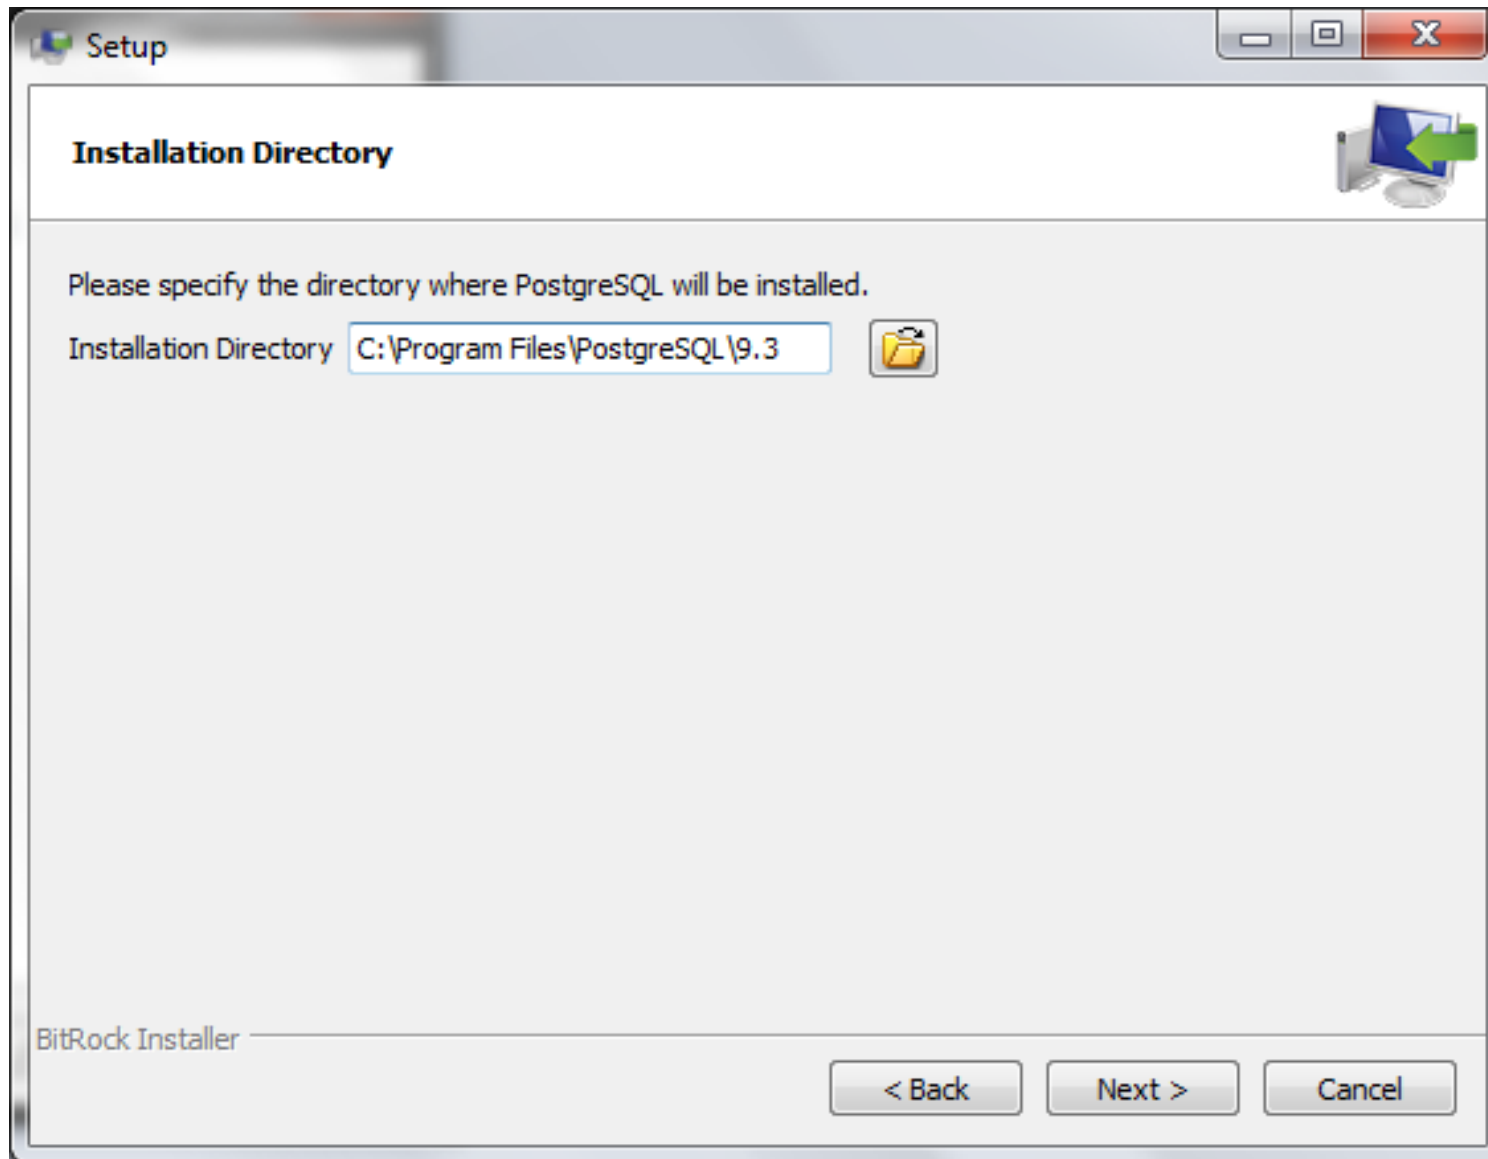 Setup
Installation Directory
Please specify the directory where PostgreSQL will be installed.
Installation Directory C:\Program Files\PostgreSQL\9.3
BitRock Installer
< Back Next > Cancel